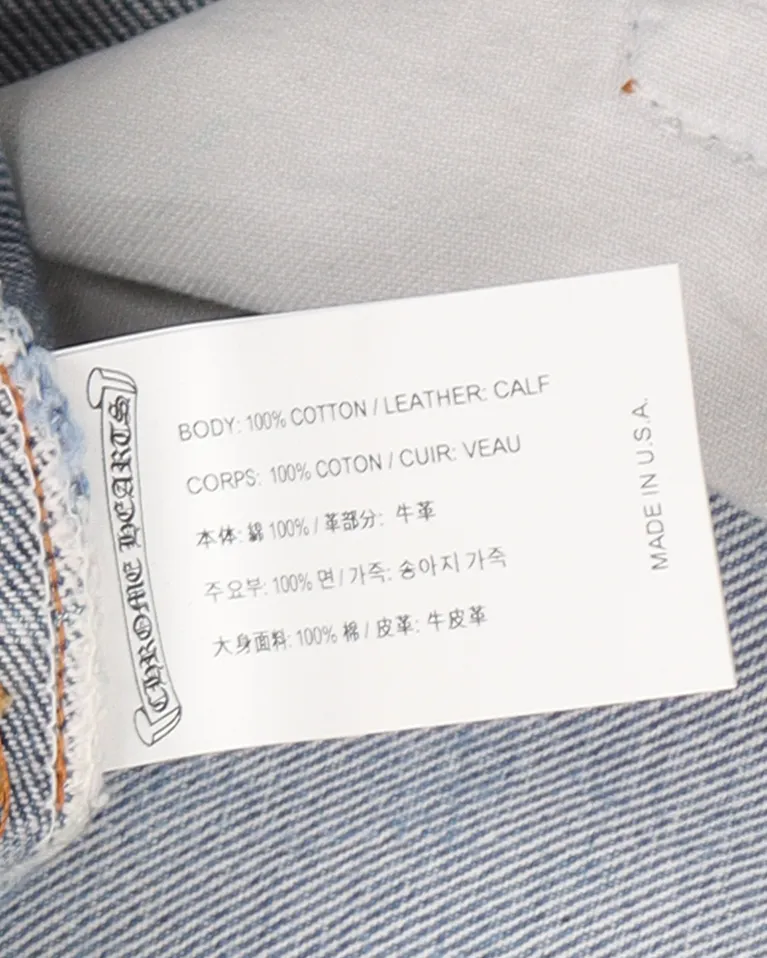 CHROME HEARTS
BODY: 100% COTTON / LEATHER: CALF
CORPS: 100% COTON / CUIR: VEAU
本体: 綿 100% / 革部分: 牛革
주요부: 100% 면 / 가죽: 송아지 가죽
大身面料: 100% 棉 / 皮革: 牛皮革
MADE IN U.S.A.